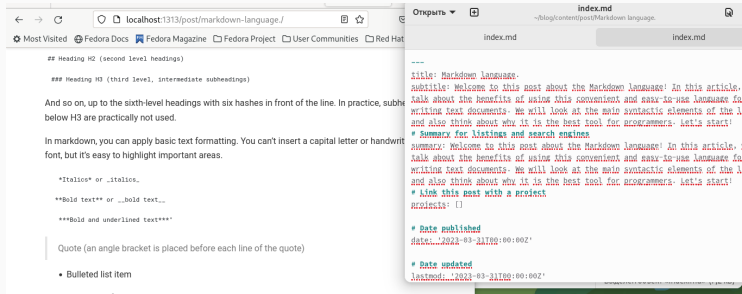 localhost:1313/post/markdown-language./
Most Visited Fedora Docs Fedora Magazine Fedora Project User Communities Red Hat
## Heading H2 (second level headings)
### Heading H3 (third level, intermediate subheadings)
And so on, up to the sixth-level headings with six hashes in front of the line. In practice, subhe
below H3 are practically not used.
In markdown, you can apply basic text formatting. You can't insert a capital letter or handwrit
font, but it's easy to highlight important areas.
*Italics* or _italics_
**Bold text** or __bold text__
***Bold and underlined text***'
Quote (an angle bracket is placed before each line of the quote)
• Bulleted list item
Открыть
index.md
~/blog/content/post/Markdown language.
index.md index.md
---
title: Markdown language.
subtitle: Welcome to this post about the Markdown language! In this article,
talk about the benefits of using this convenient and easy-to-use language fo
writing text documents. We will look at the main syntactic elements of the l
and also think about why it is the best tool for programmers. Let's start!
# Summary for listings and search engines
summary: Welcome to this post about the Markdown language! In this article,
talk about the benefits of using this convenient and easy-to-use language fo
writing text documents. We will look at the main syntactic elements of the l
and also think about why it is the best tool for programmers. Let's start!
# Link this post with a project
projects: []
# Date published
date: '2023-03-31T00:00:00Z'
# Date updated
lastmod: '2023-03-31T00:00:00Z'